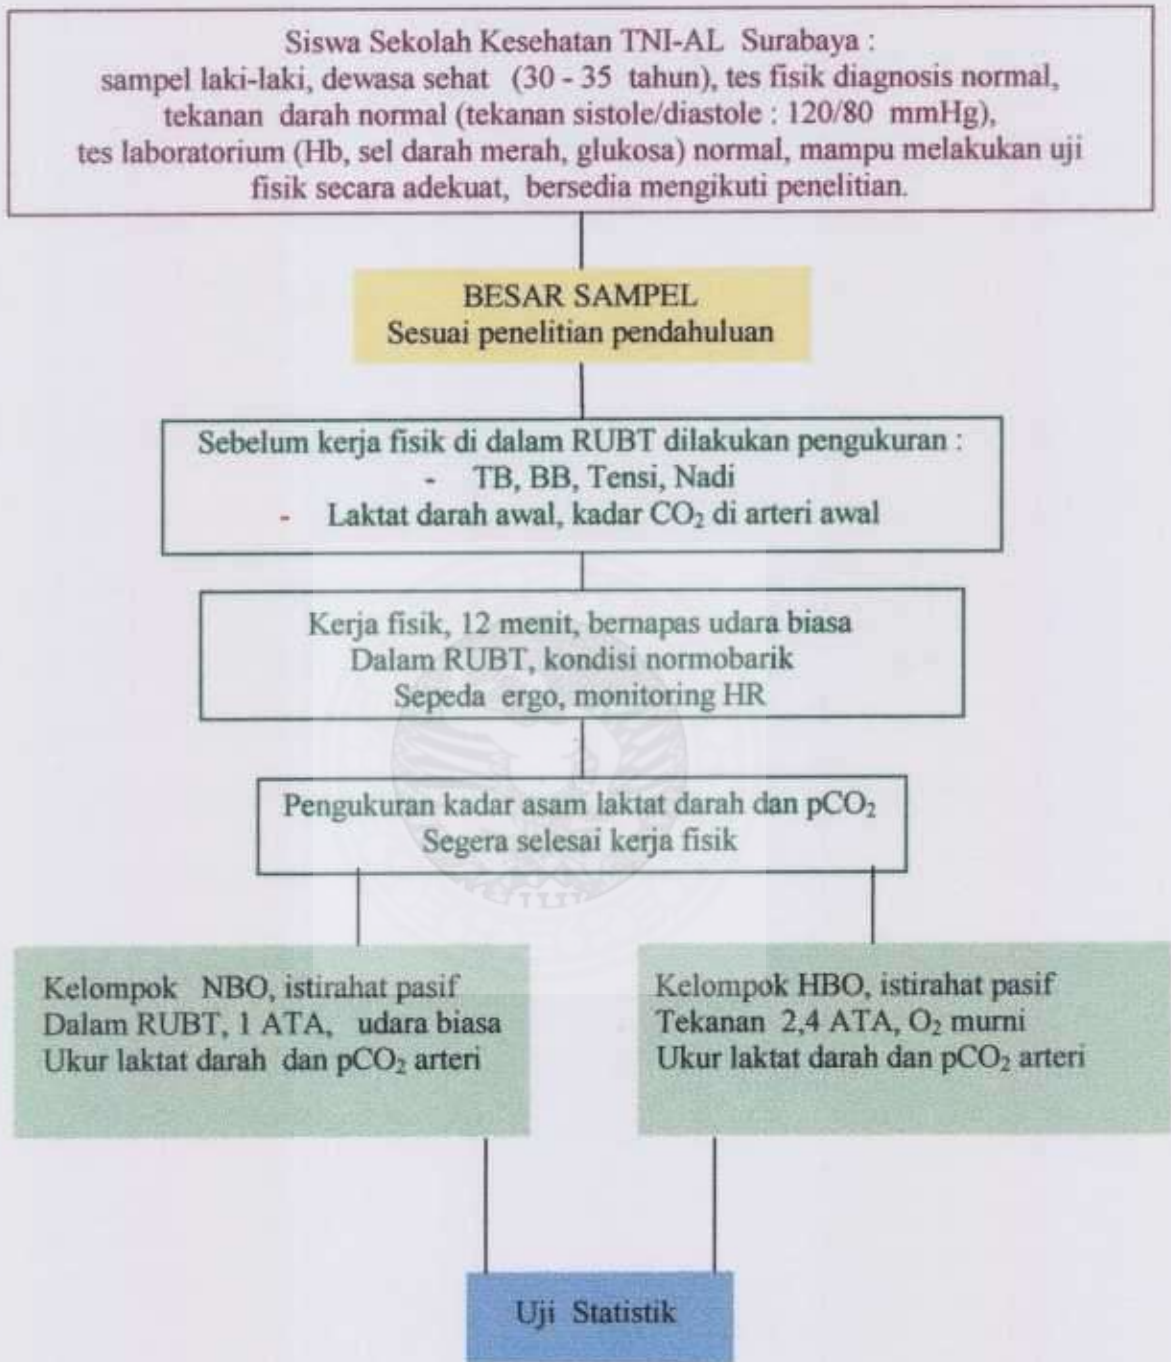 Siswa Sekolah Kesehatan TNI-AL Surabaya :
sampel laki-laki, dewasa sehat (30 - 35 tahun), tes fisik diagnosis normal,
tekanan darah normal (tekanan sistole/diastole : 120/80 mmHg),
tes laboratorium (Hb, sel darah merah, glukosa) normal, mampu melakukan uji
fisik secara adekuat, bersedia mengikuti penelitian.
BESAR SAMPEL
Sesuai penelitian pendahuluan
Sebelum kerja fisik di dalam RUBT dilakukan pengukuran :
- TB, BB, Tensi, Nadi
- Laktat darah awal, kadar CO₂ di arteri awal
Kerja fisik, 12 menit, bernapas udara biasa
Dalam RUBT, kondisi normobarik
Sepeda ergo, monitoring HR
Pengukuran kadar asam laktat darah dan pCO₂
Segera selesai kerja fisik
Kelompok NBO, istirahat pasif
Dalam RUBT, 1 ATA, udara biasa
Ukur laktat darah dan pCO₂ arteri
Kelompok HBO, istirahat pasif
Tekanan 2,4 ATA, O₂ murni
Ukur laktat darah dan pCO₂ arteri
Uji Statistik